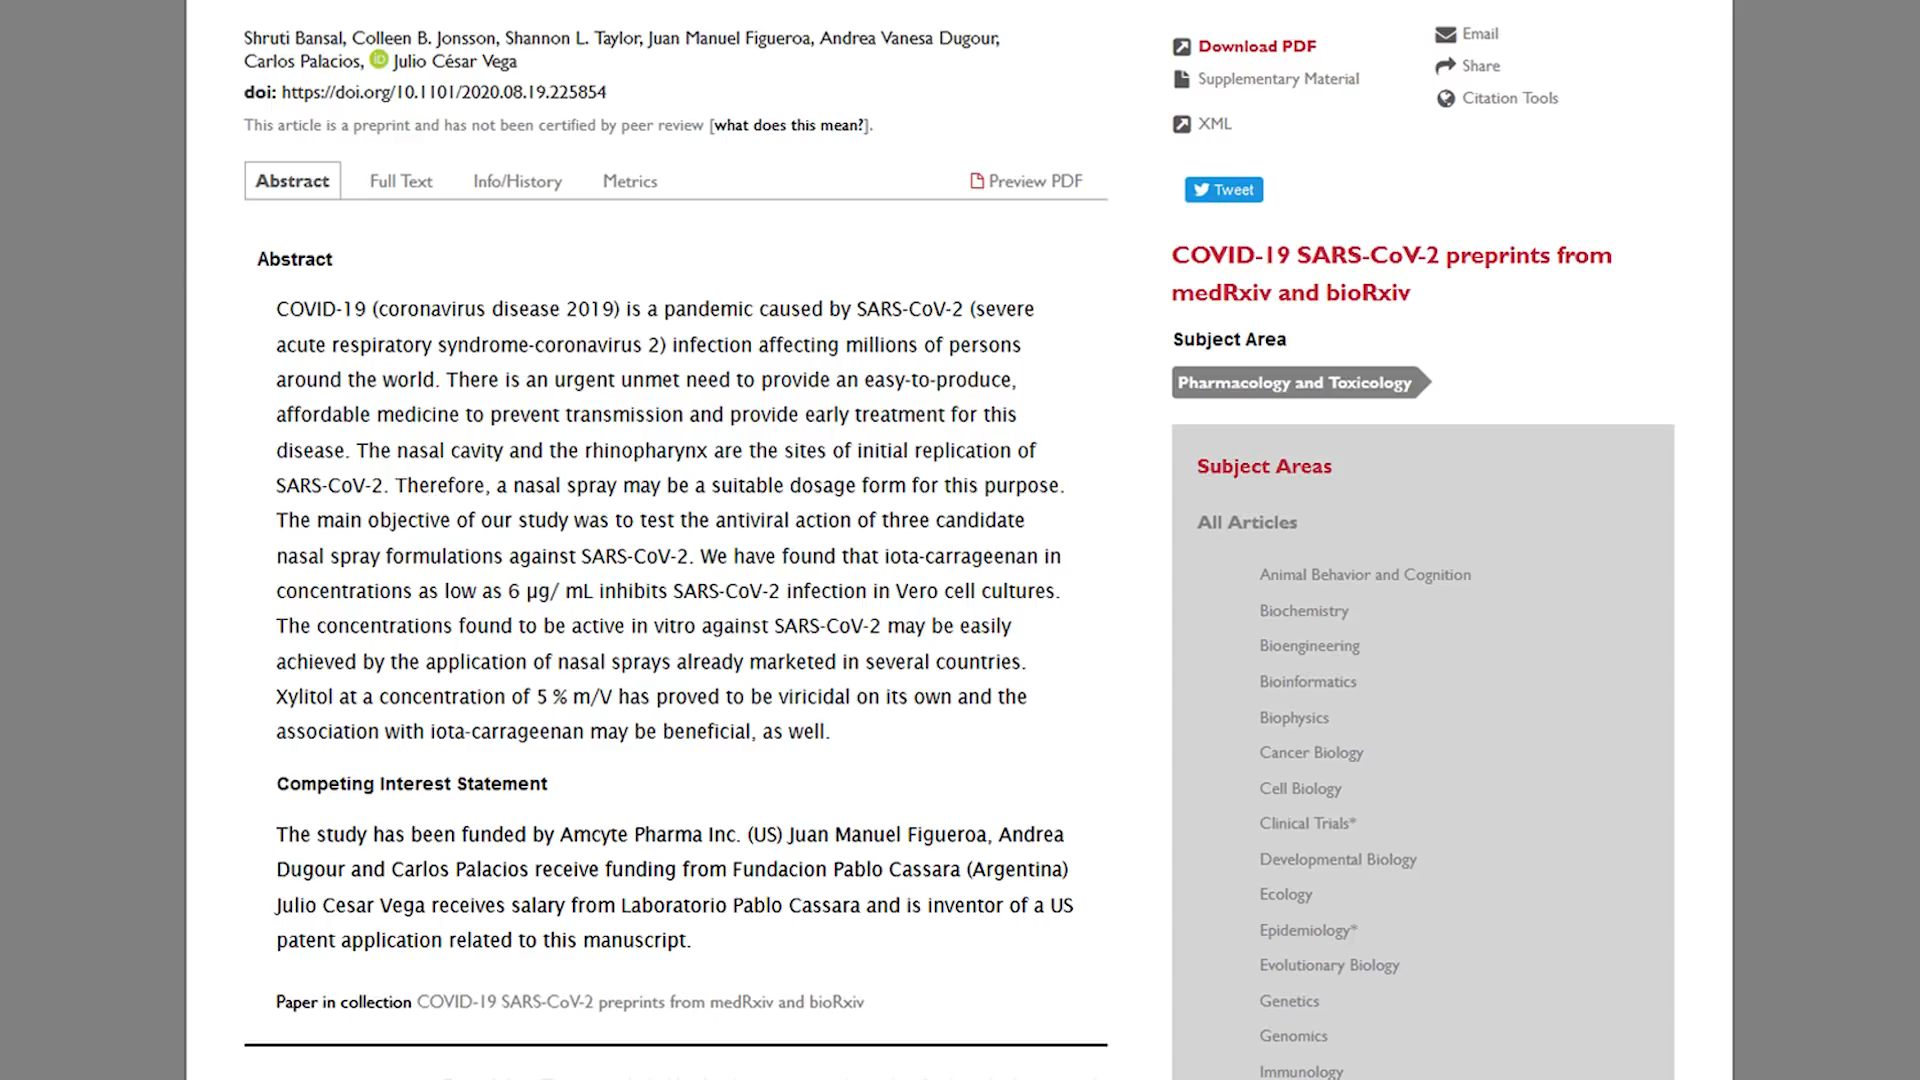 Shruti Bansal, Colleen B. Jonsson, Shannon L. Taylor, Juan Manuel Figueroa, Andrea Vanesa Dugour,
Carlos Palacios, iD Julio César Vega
doi: https://doi.org/10.1101/2020.08.19.225854
This article is a preprint and has not been certified by peer review [what does this mean?].
Abstract Full Text Info/History Metrics Preview PDF
Abstract
COVID-19 (coronavirus disease 2019) is a pandemic caused by SARS-CoV-2 (severe
acute respiratory syndrome-coronavirus 2) infection affecting millions of persons
around the world. There is an urgent unmet need to provide an easy-to-produce,
affordable medicine to prevent transmission and provide early treatment for this
disease. The nasal cavity and the rhinopharynx are the sites of initial replication of
SARS-CoV-2. Therefore, a nasal spray may be a suitable dosage form for this purpose.
The main objective of our study was to test the antiviral action of three candidate
nasal spray formulations against SARS-CoV-2. We have found that iota-carrageenan in
concentrations as low as 6 µg/ mL inhibits SARS-CoV-2 infection in Vero cell cultures.
The concentrations found to be active in vitro against SARS-CoV-2 may be easily
achieved by the application of nasal sprays already marketed in several countries.
Xylitol at a concentration of 5 % m/V has proved to be viricidal on its own and the
association with iota-carrageenan may be beneficial, as well.
Competing Interest Statement
The study has been funded by Amcyte Pharma Inc. (US) Juan Manuel Figueroa, Andrea
Dugour and Carlos Palacios receive funding from Fundacion Pablo Cassara (Argentina)
Julio Cesar Vega receives salary from Laboratorio Pablo Cassara and is inventor of a US
patent application related to this manuscript.
Paper in collection COVID-19 SARS-CoV-2 preprints from medRxiv and bioRxiv
Download PDF
Supplementary Material
XML
Email
Share
Citation Tools
Tweet
COVID-19 SARS-CoV-2 preprints from
medRxiv and bioRxiv
Subject Area
Pharmacology and Toxicology
Subject Areas
All Articles
Animal Behavior and Cognition
Biochemistry
Bioengineering
Bioinformatics
Biophysics
Cancer Biology
Cell Biology
Clinical Trials*
Developmental Biology
Ecology
Epidemiology*
Evolutionary Biology
Genetics
Genomics
Immunology